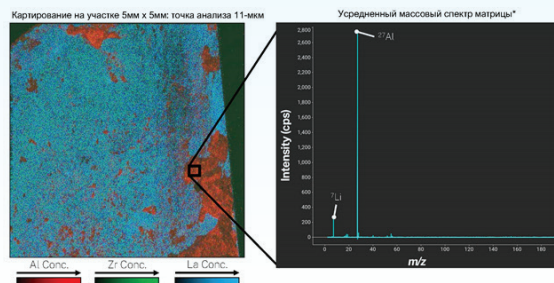 Картирование на участке 5мм x 5мм: точка анализа 11-мкм
Усредненный массовый спектр матрицы*
2,800
2,600
2,400
2,200
2,000
1,800
1,600
1,400
1,200
1,000
800
600
400
200
0
Intensity (cps)
²⁷Al
⁷Li
0 20 40 60 80 100 120 140 160 180
m/z
Al Conc. Zr Conc. La Conc.